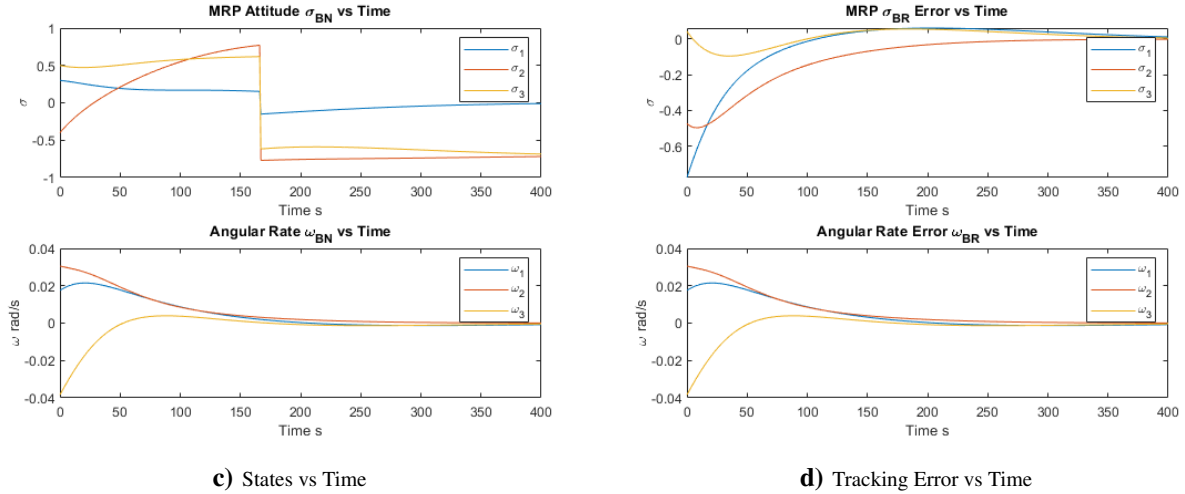 MRP Attitude σBN vs Time
1
0.5
0
-0.5
-1
σ
σ1
σ2
σ3
0 50 100 150 200 250 300 350 400
Time s
Angular Rate ωBN vs Time
0.04
0.02
0
-0.02
-0.04
ω rad/s
ω1
ω2
ω3
0 50 100 150 200 250 300 350 400
Time s
c) States vs Time
MRP σBR Error vs Time
0
-0.2
-0.4
-0.6
σ
σ1
σ2
σ3
0 50 100 150 200 250 300 350 400
Time s
Angular Rate Error ωBR vs Time
0.04
0.02
0
-0.02
-0.04
ω rad/s
ω1
ω2
ω3
0 50 100 150 200 250 300 350 400
Time s
d) Tracking Error vs Time